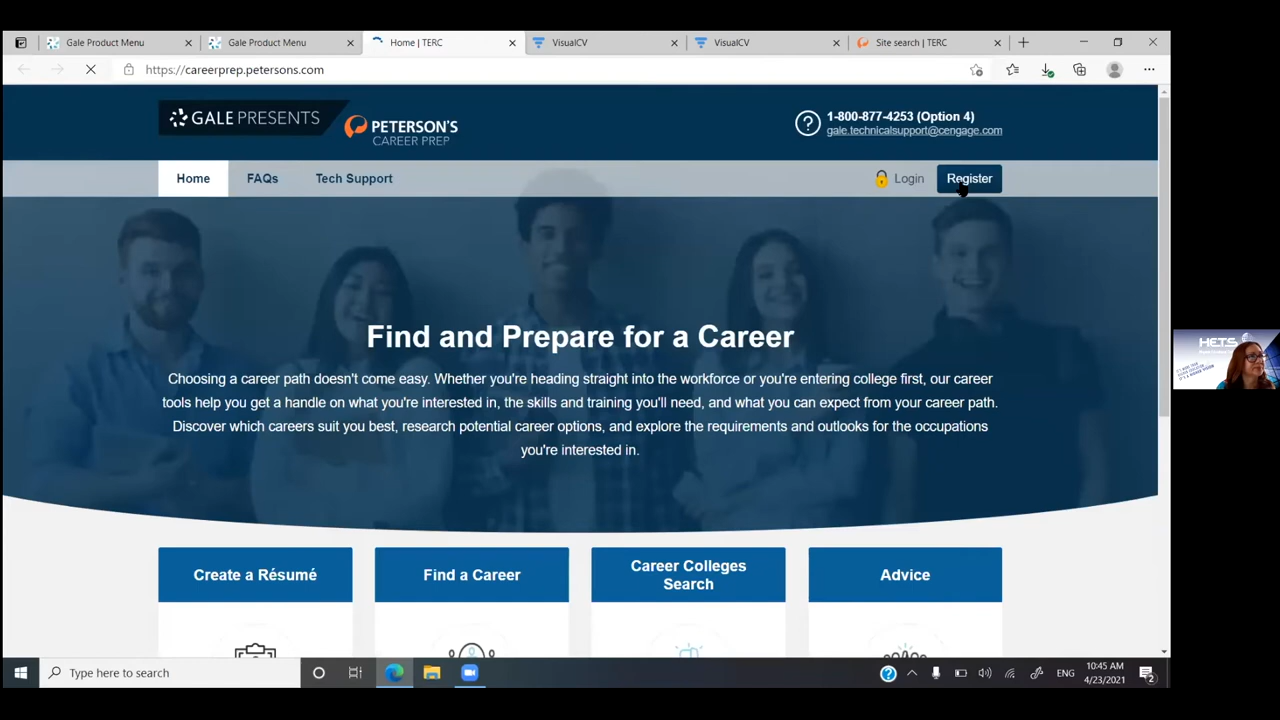 Gale Product Menu
Gale Product Menu
Home | TERC
VisualCV
VisualCV
Site search | TERC
https://careerprep.petersons.com
GALE PRESENTS
PETERSON'S
CAREER PREP
1-800-877-4253 (Option 4)
gale.technicalsupport@cengage.com
Home
FAQs
Tech Support
Login
Register
Find and Prepare for a Career
Choosing a career path doesn't come easy. Whether you're heading straight into the workforce or you're entering college first, our career
tools help you get a handle on what you're interested in, the skills and training you'll need, and what you can expect from your career path.
Discover which careers suit you best, research potential career options, and explore the requirements and outlooks for the occupations
you're interested in.
Create a Résumé
Find a Career
Career Colleges
Search
Advice
HETS
Type here to search
ENG
10:45 AM
4/23/2021
2